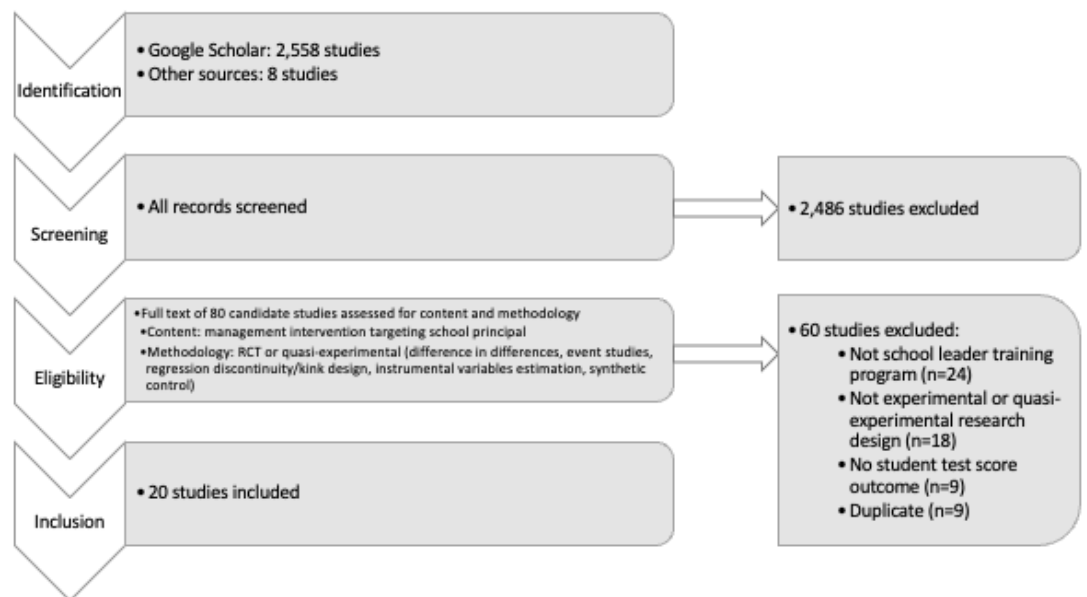 Identification
• Google Scholar: 2,558 studies
• Other sources: 8 studies
Screening
• All records screened
• 2,486 studies excluded
Eligibility
•Full text of 80 candidate studies assessed for content and methodology
•Content: management intervention targeting school principal
•Methodology: RCT or quasi-experimental (difference in differences, event studies,
regression discontinuity/kink design, instrumental variables estimation, synthetic
control)
• 60 studies excluded:
• Not school leader training
program (n=24)
• Not experimental or quasi-
experimental research
design (n=18)
• No student test score
outcome (n=9)
• Duplicate (n=9)
Inclusion
• 20 studies included